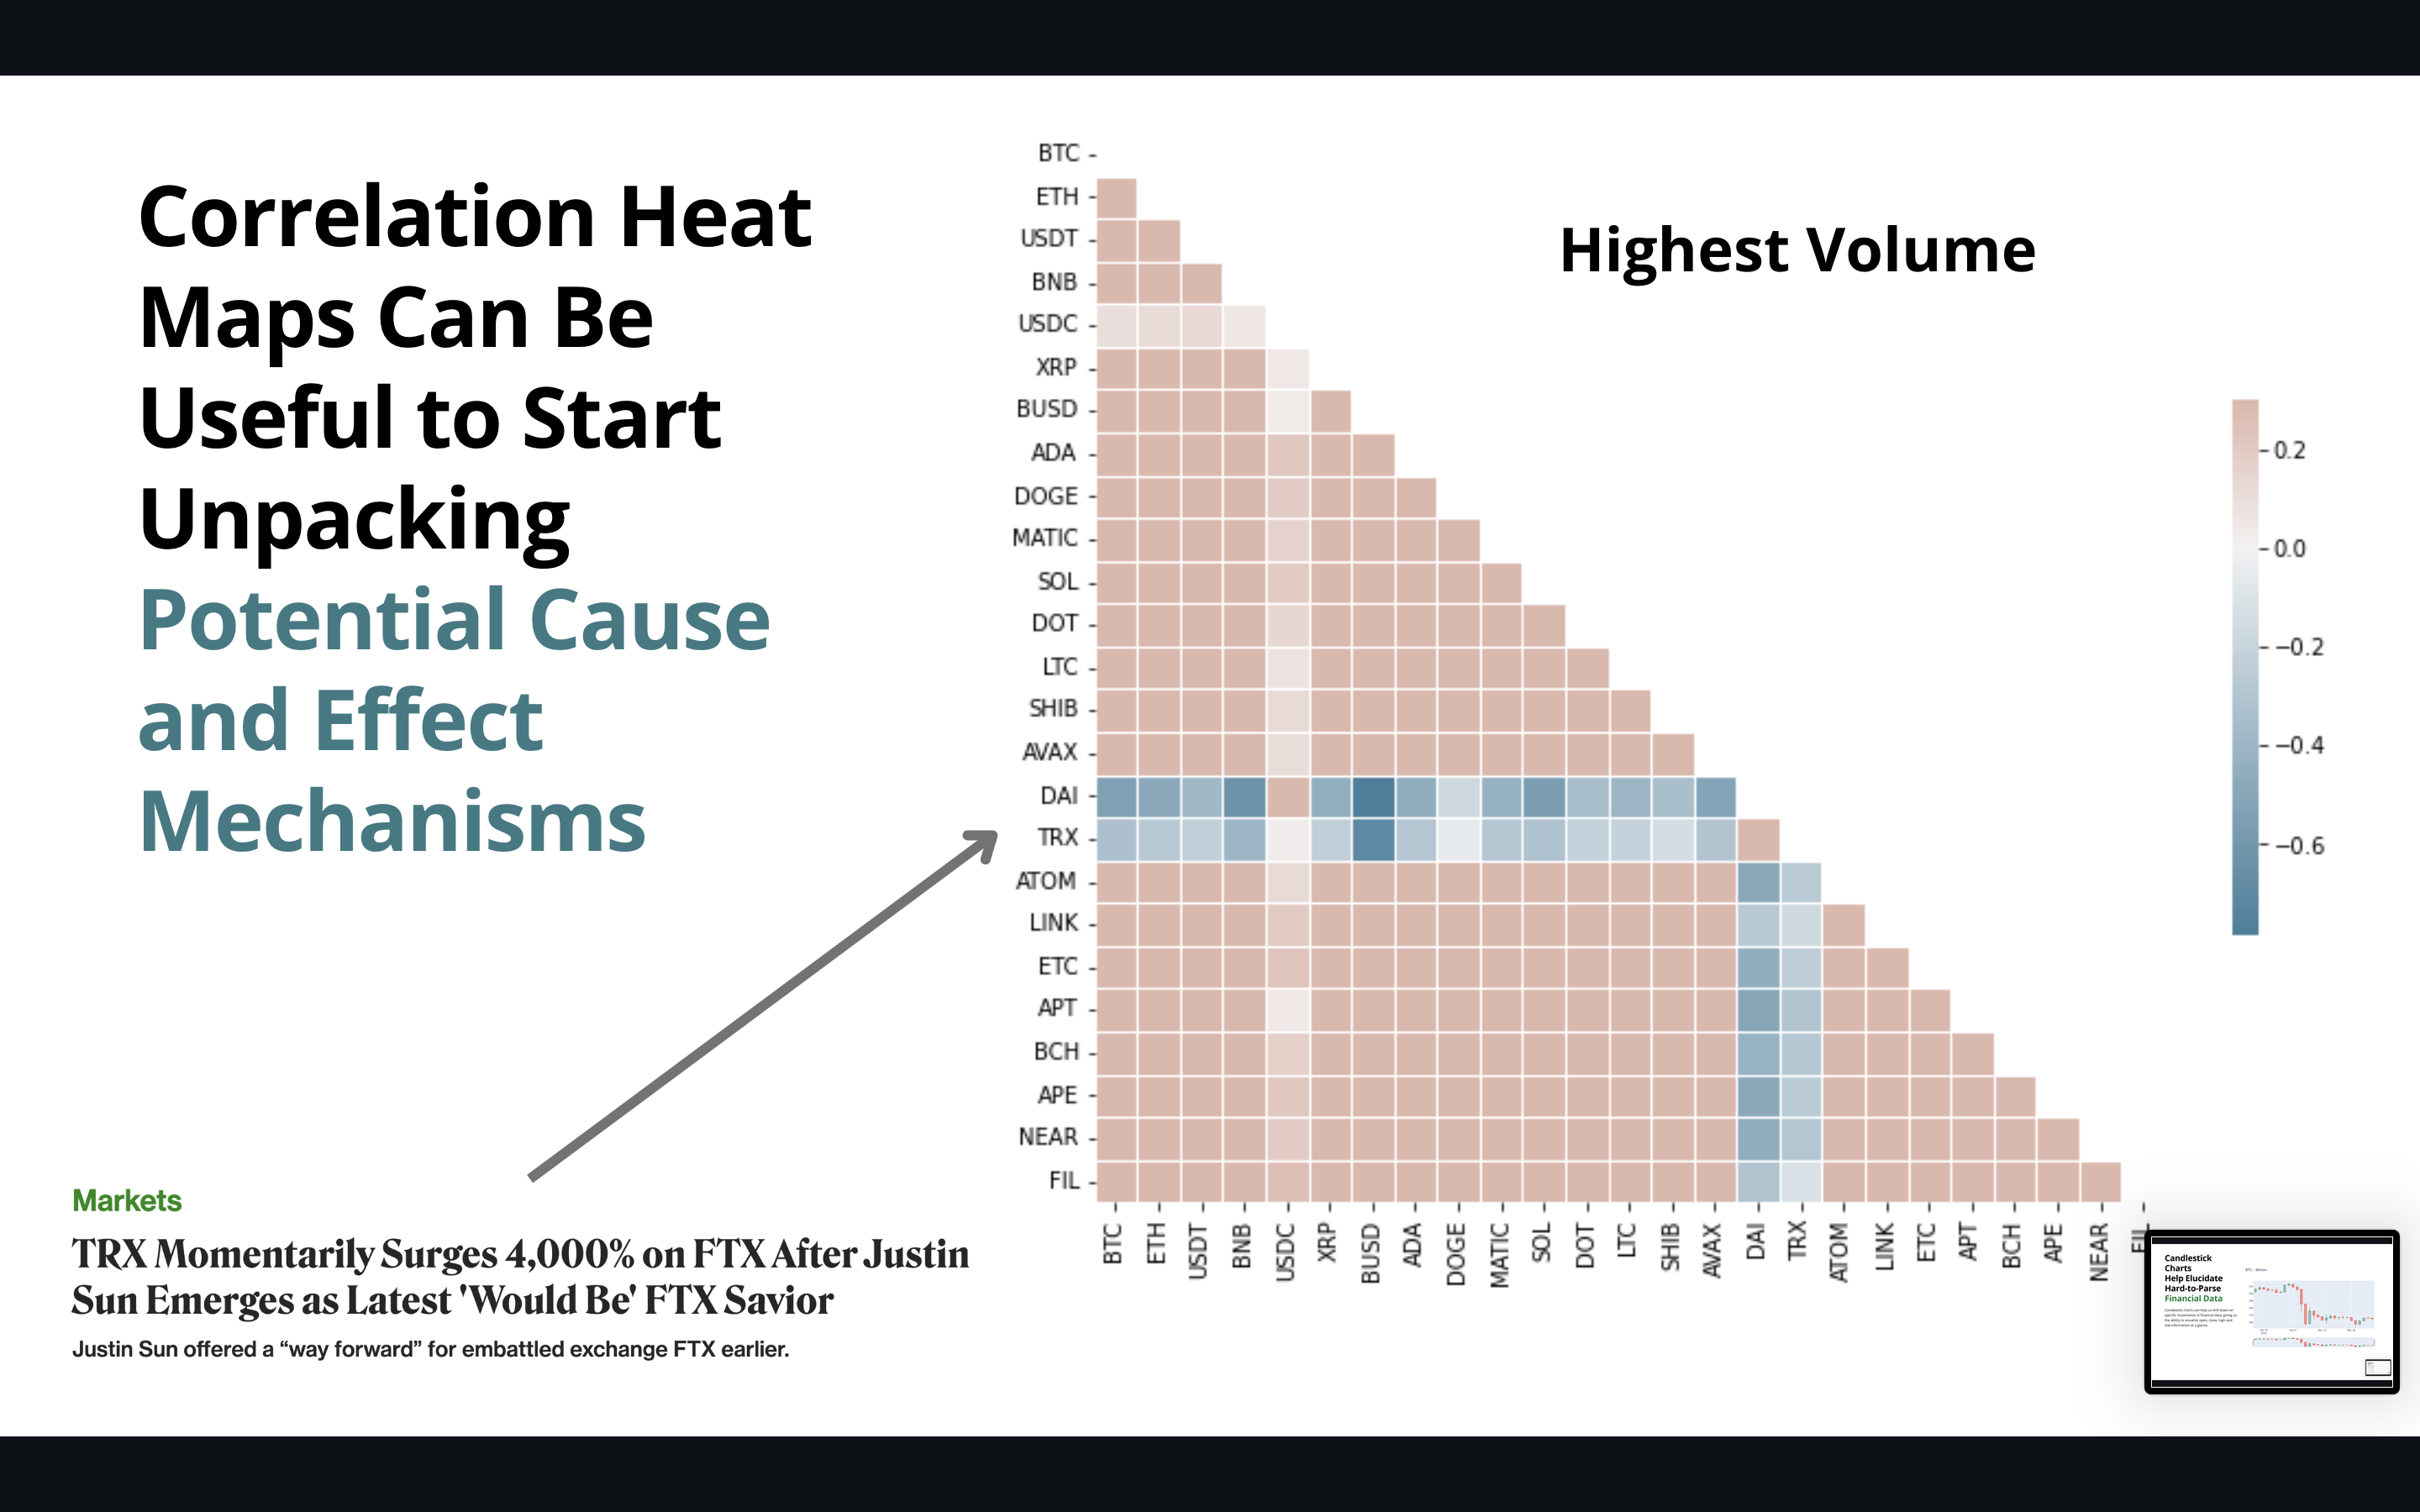 Correlation Heat
Maps Can Be
Useful to Start
Unpacking
Potential Cause
and Effect
Mechanisms
Markets
TRX Momentarily Surges 4,000% on FTX After Justin
Sun Emerges as Latest 'Would Be' FTX Savior
Justin Sun offered a “way forward” for embattled exchange FTX earlier.
Highest Volume
BTC
ETH
USDT
BNB
USDC
XRP
BUSD
ADA
DOGE
MATIC
SOL
DOT
LTC
SHIB
AVAX
DAI
TRX
ATOM
LINK
ETC
APT
BCH
APE
NEAR
FIL
BTC
ETH
USDT
BNB
USDC
XRP
BUSD
ADA
DOGE
MATIC
SOL
DOT
LTC
SHIB
AVAX
DAI
TRX
ATOM
LINK
ETC
APT
BCH
APE
NEAR
FIL
0.2
0.0
−0.2
−0.4
−0.6
Candlestick
Charts
Help Elucidate
Hard-to-Parse
Financial Data